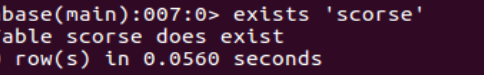 base(main):007:0> exists 'scorse'
able scorse does exist
row(s) in 0.0560 seconds